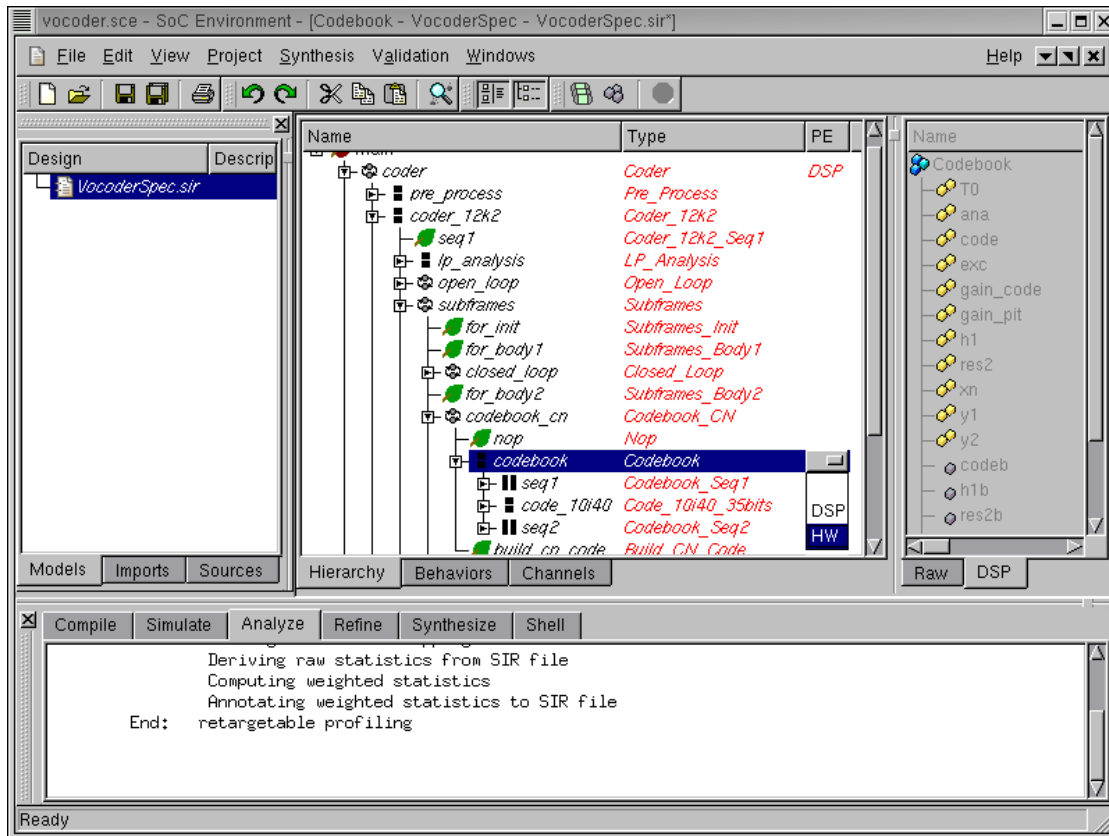 vocoder.sce - SoC Environment - [Codebook - VocoderSpec - VocoderSpec.sir*]
File Edit View Project Synthesis Validation Windows Help
Design Descrip
VocoderSpec.sir
Models Imports Sources
Name Type PE
main
coder Coder DSP
pre_process Pre_Process
coder_12k2 Coder_12k2
seq1 Coder_12k2_Seq1
lp_analysis LP_Analysis
open_loop Open_Loop
subframes Subframes
for_init Subframes_Init
for_body1 Subframes_Body1
closed_loop Closed_Loop
for_body2 Subframes_Body2
codebook_cn Codebook_CN
nop Nop
codebook Codebook
seq1 Codebook_Seq1
code_10i40 Code_10i40_35bits DSP
seq2 Codebook_Seq2 HW
build_cn_code Build_CN_Code
Hierarchy Behaviors Channels
Name
Codebook
T0
ana
code
exc
gain_code
gain_pit
h1
res2
xn
y1
y2
codeb
h1b
res2b
Raw DSP
Compile Simulate Analyze Refine Synthesize Shell
Deriving raw statistics from SIR file
Computing weighted statistics
Annotating weighted statistics to SIR file
End: retargetable profiling
Ready